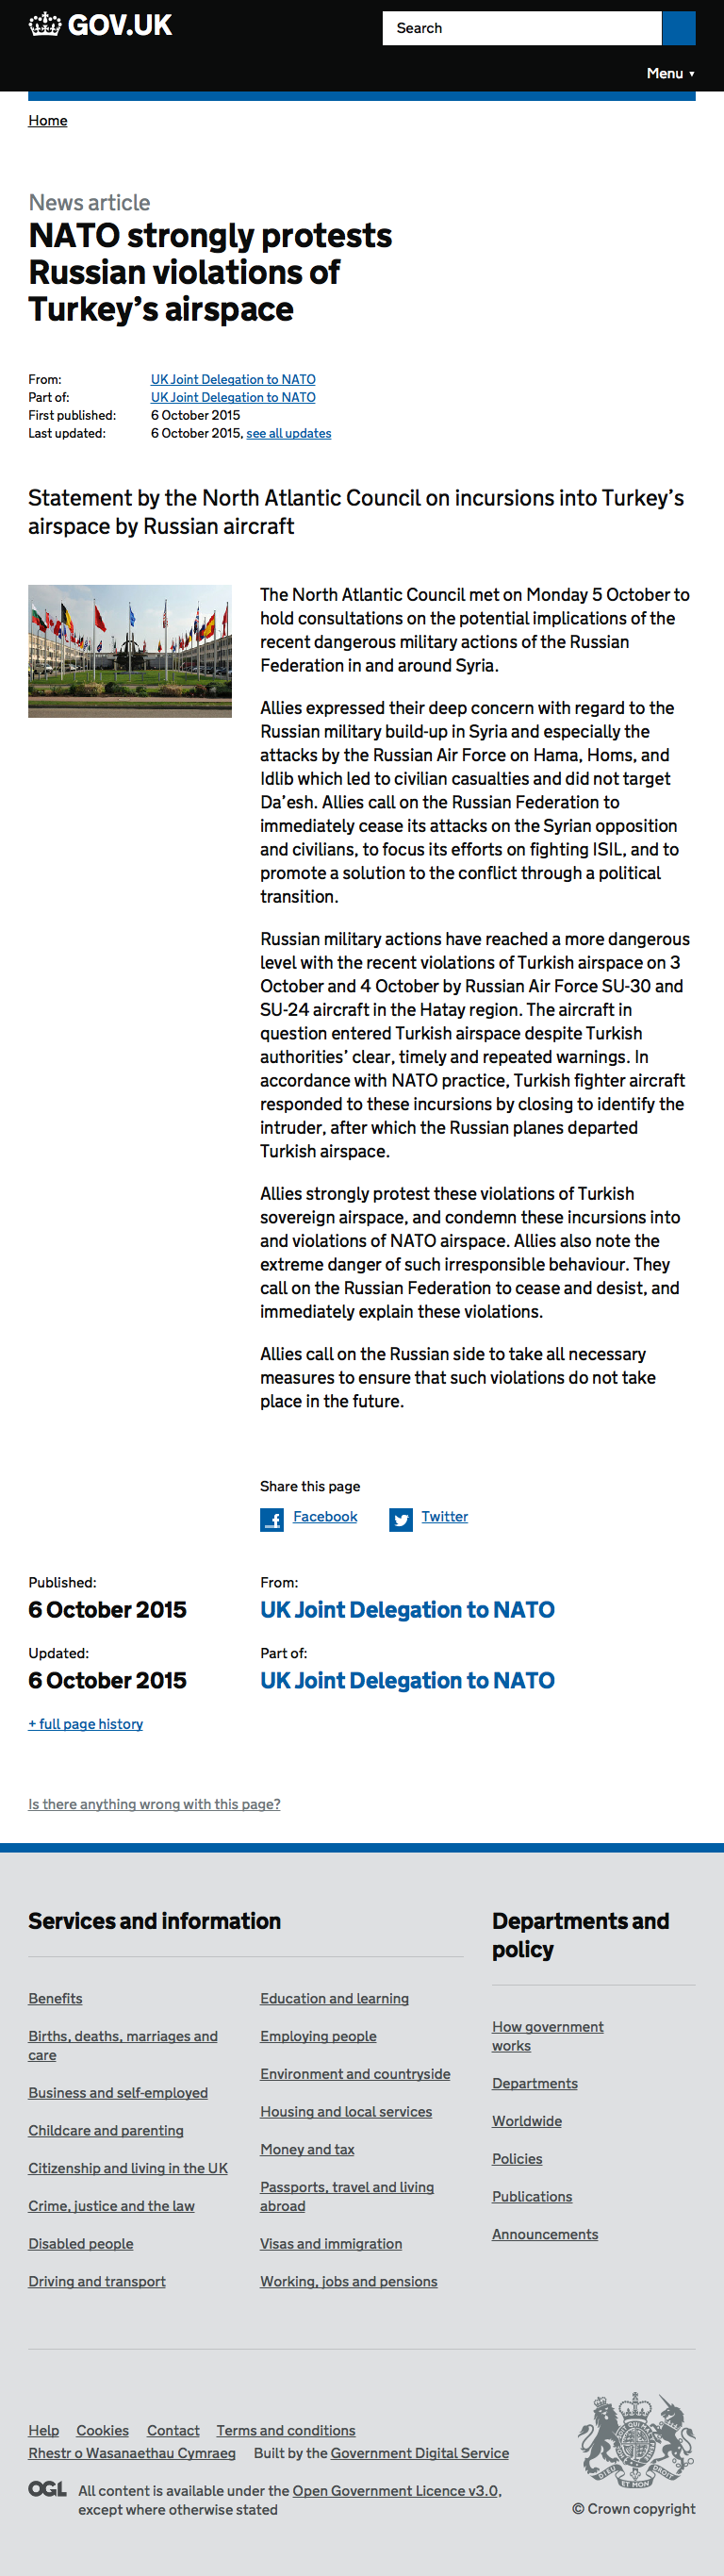 GOV.UK
Search
Menu ▼
Home
News article
NATO strongly protests
Russian violations of
Turkey’s airspace
From: UK Joint Delegation to NATO
Part of: UK Joint Delegation to NATO
First published: 6 October 2015
Last updated: 6 October 2015, see all updates
Statement by the North Atlantic Council on incursions into Turkey’s
airspace by Russian aircraft
The North Atlantic Council met on Monday 5 October to
hold consultations on the potential implications of the
recent dangerous military actions of the Russian
Federation in and around Syria.
Allies expressed their deep concern with regard to the
Russian military build-up in Syria and especially the
attacks by the Russian Air Force on Hama, Homs, and
Idlib which led to civilian casualties and did not target
Da’esh. Allies call on the Russian Federation to
immediately cease its attacks on the Syrian opposition
and civilians, to focus its efforts on fighting ISIL, and to
promote a solution to the conflict through a political
transition.
Russian military actions have reached a more dangerous
level with the recent violations of Turkish airspace on 3
October and 4 October by Russian Air Force SU-30 and
SU-24 aircraft in the Hatay region. The aircraft in
question entered Turkish airspace despite Turkish
authorities’ clear, timely and repeated warnings. In
accordance with NATO practice, Turkish fighter aircraft
responded to these incursions by closing to identify the
intruder, after which the Russian planes departed
Turkish airspace.
Allies strongly protest these violations of Turkish
sovereign airspace, and condemn these incursions into
and violations of NATO airspace. Allies also note the
extreme danger of such irresponsible behaviour. They
call on the Russian Federation to cease and desist, and
immediately explain these violations.
Allies call on the Russian side to take all necessary
measures to ensure that such violations do not take
place in the future.
Share this page
Facebook Twitter
Published: From:
6 October 2015 UK Joint Delegation to NATO
Updated: Part of:
6 October 2015 UK Joint Delegation to NATO
+ full page history
Is there anything wrong with this page?
Services and information
Benefits
Births, deaths, marriages and
care
Business and self-employed
Childcare and parenting
Citizenship and living in the UK
Crime, justice and the law
Disabled people
Driving and transport
Education and learning
Employing people
Environment and countryside
Housing and local services
Money and tax
Passports, travel and living
abroad
Visas and immigration
Working, jobs and pensions
Departments and
policy
How government
works
Departments
Worldwide
Policies
Publications
Announcements
Help Cookies Contact Terms and conditions
Rhestr o Wasanaethau Cymraeg Built by the Government Digital Service
OGL All content is available under the Open Government Licence v3.0,
except where otherwise stated
DIEU ET MON DROIT
© Crown copyright